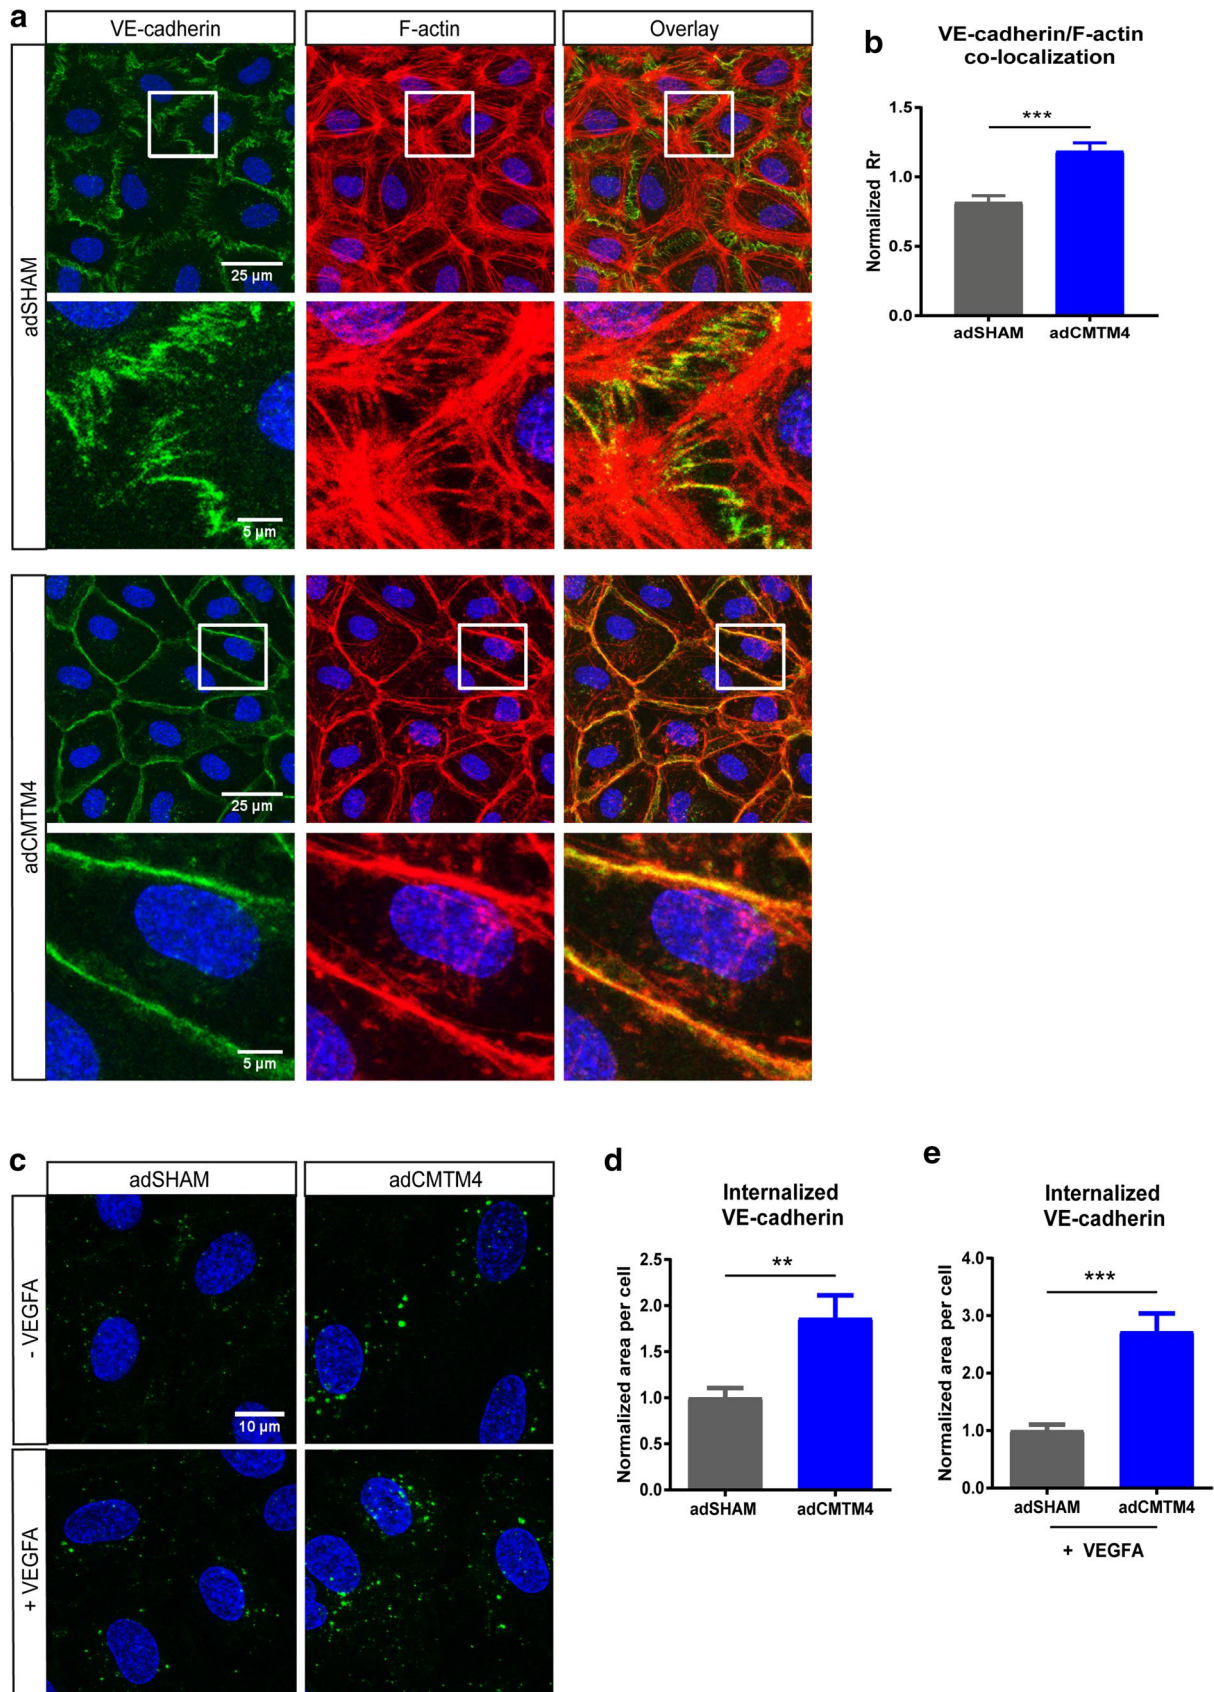 a
VE-cadherin
F-actin
Overlay
adSHAM
25 µm
5 µm
adCMTM4
25 µm
5 µm
b
VE-cadherin/F-actin
co-localization
Normalized Rr
1.5
1.0
0.5
0.0
***
adSHAM
adCMTM4
c
adSHAM
adCMTM4
- VEGFA
10 µm
+ VEGFA
d
Internalized
VE-cadherin
Normalized area per cell
2.5
2.0
1.5
1.0
0.5
0.0
**
adSHAM
adCMTM4
e
Internalized
VE-cadherin
Normalized area per cell
4.0
3.0
2.0
1.0
0.0
***
adSHAM
adCMTM4
+ VEGFA